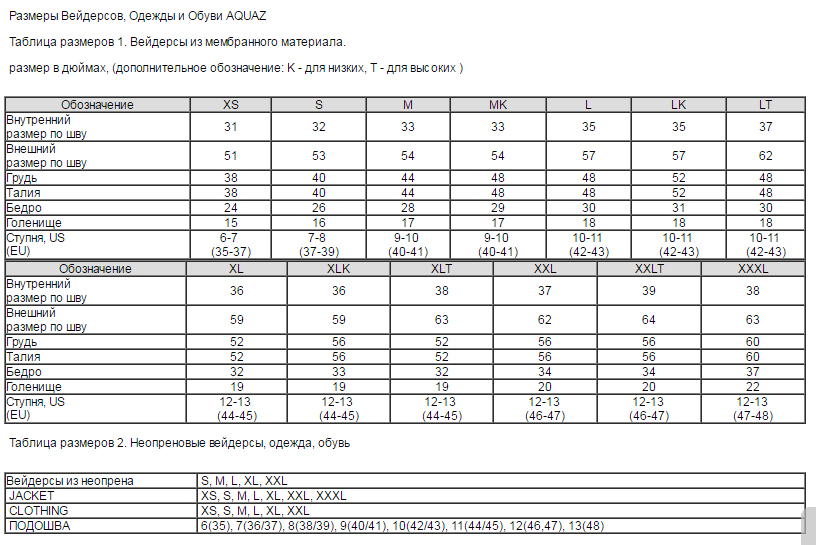 Размеры Вейдерсов, Одежды и Обуви AQUAZ
Таблица размеров 1. Вейдерсы из мембранного материала.
размер в дюймах, (дополнительное обозначение: K - для низких, T - для высоких )
Обозначение XS S M MK L LK LT
Внутренний
размер по шву 31 32 33 33 35 35 37
Внешний
размер по шву 51 53 54 54 57 57 62
Грудь 38 40 44 48 48 52 48
Талия 38 40 44 48 48 52 48
Бедро 24 26 28 29 30 31 30
Голенище 15 16 17 17 18 18 18
Ступня, US 6-7 7-8 9-10 9-10 10-11 10-11 10-11
(EU) (35-37) (37-39) (40-41) (40-41) (42-43) (42-43) (42-43)
Обозначение XL XLK XLT XXL XXLT XXXL
Внутренний
размер по шву 36 36 38 37 39 38
Внешний
размер по шву 59 59 63 62 64 63
Грудь 52 56 52 56 56 60
Талия 52 56 52 56 56 60
Бедро 32 33 32 34 34 37
Голенище 19 19 19 20 20 22
Ступня, US 12-13 12-13 12-13 12-13 12-13 12-13
(EU) (44-45) (44-45) (44-45) (46-47) (46-47) (47-48)
Таблица размеров 2. Неопреновые вейдерсы, одежда, обувь
Вейдерсы из неопрена S, M, L, XL, XXL
JACKET XS, S, M, L, XL, XXL, XXXL
CLOTHING XS, S, M, L, XL, XXL
ПОДОШВА 6(35), 7(36/37), 8(38/39), 9(40/41), 10(42/43), 11(44/45), 12(46,47), 13(48)